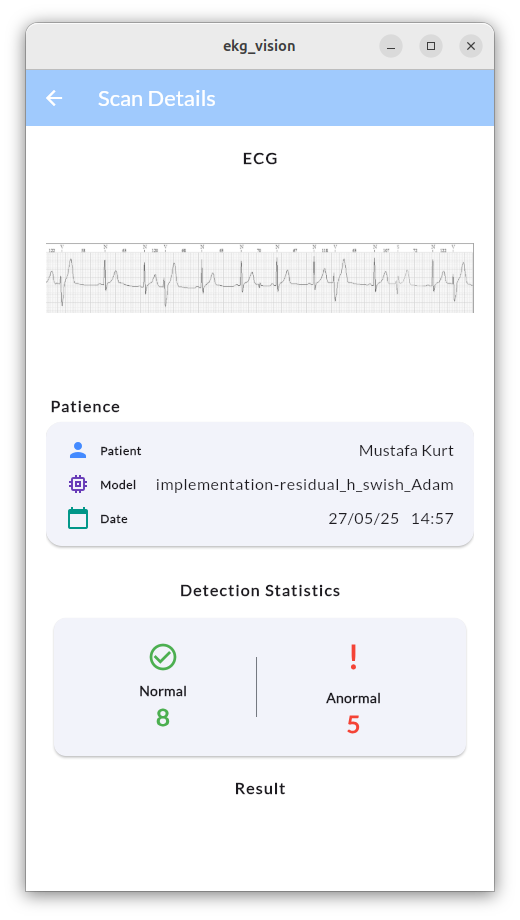 ekg_vision
Scan Details
ECG
V N N V N N N N V N V
Patience
Patient Mustafa Kurt
Model implementation-residual_h_swish_Adam
Date 27/05/25 14:57
Detection Statistics
Normal Anormal
8 5
Result